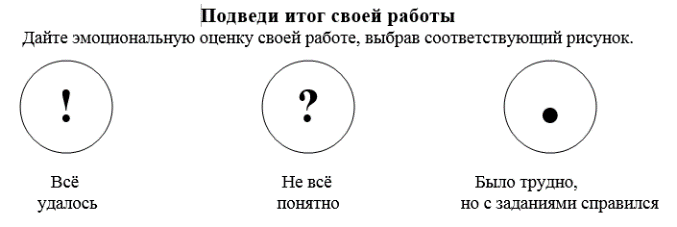 Подведи итог своей работы
Дайте эмоциональную оценку своей работе, выбрав соответствующий рисунок.
! ? .
Всё Не всё Было трудно,
удалось понятно но с заданиями справился